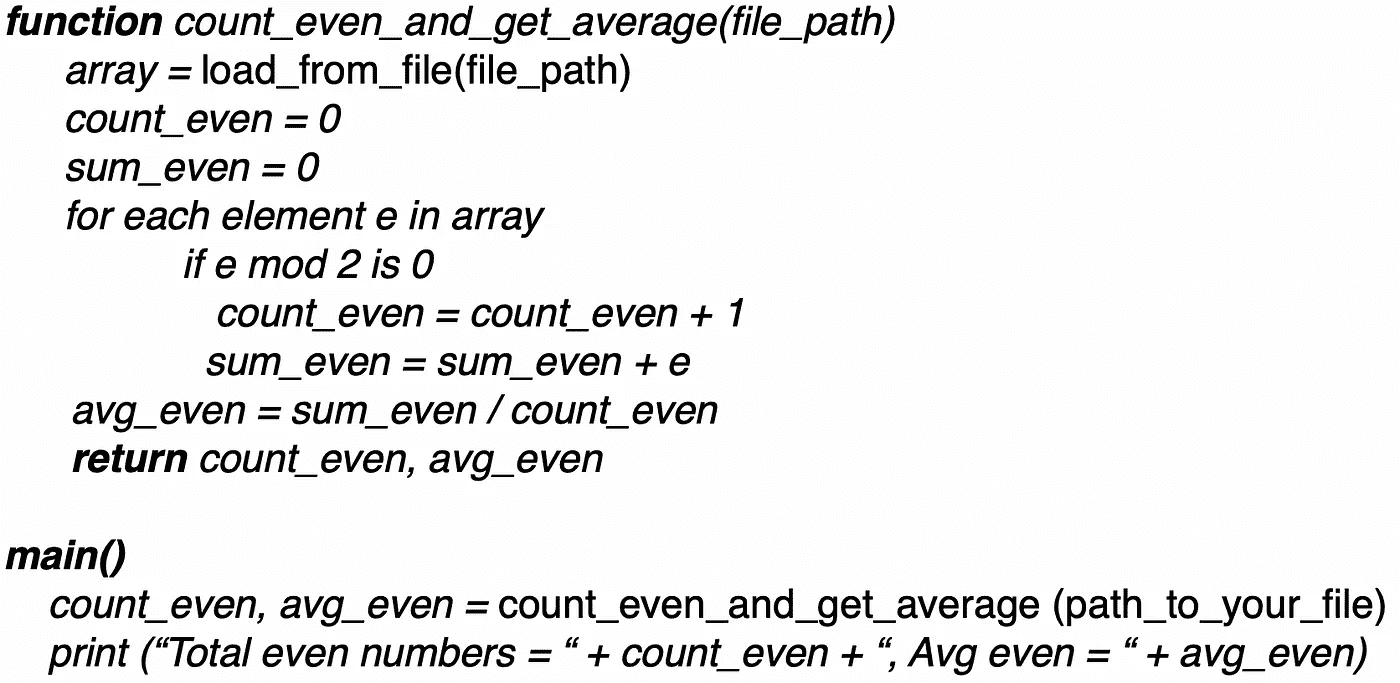 function count_even_and_get_average(file_path)
array = load_from_file(file_path)
count_even = 0
sum_even = 0
for each element e in array
if e mod 2 is 0
count_even = count_even + 1
sum_even = sum_even + e
avg_even = sum_even / count_even
return count_even, avg_even
main()
count_even, avg_even = count_even_and_get_average (path_to_your_file)
print (“Total even numbers = “ + count_even + “, Avg even = “ + avg_even)